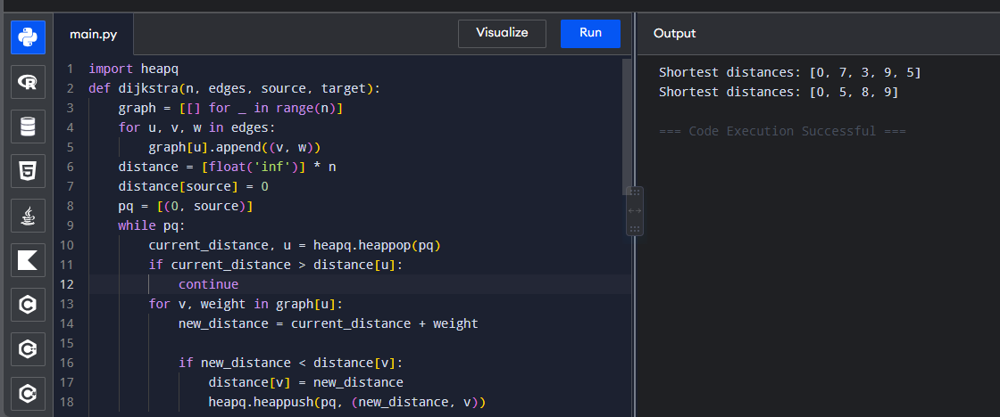 main.py
Visualize
Run
Output
1 import heapq
2 def dijkstra(n, edges, source, target):
3     graph = [[] for _ in range(n)]
4     for u, v, w in edges:
5         graph[u].append((v, w))
6     distance = [float('inf')] * n
7     distance[source] = 0
8     pq = [(0, source)]
9     while pq:
10         current_distance, u = heapq.heappop(pq)
11         if current_distance > distance[u]:
12             continue
13         for v, weight in graph[u]:
14             new_distance = current_distance + weight
15
16             if new_distance < distance[v]:
17                 distance[v] = new_distance
18                 heapq.heappush(pq, (new_distance, v))
Shortest distances: [0, 7, 3, 9, 5]
Shortest distances: [0, 5, 8, 9]
=== Code Execution Successful ===